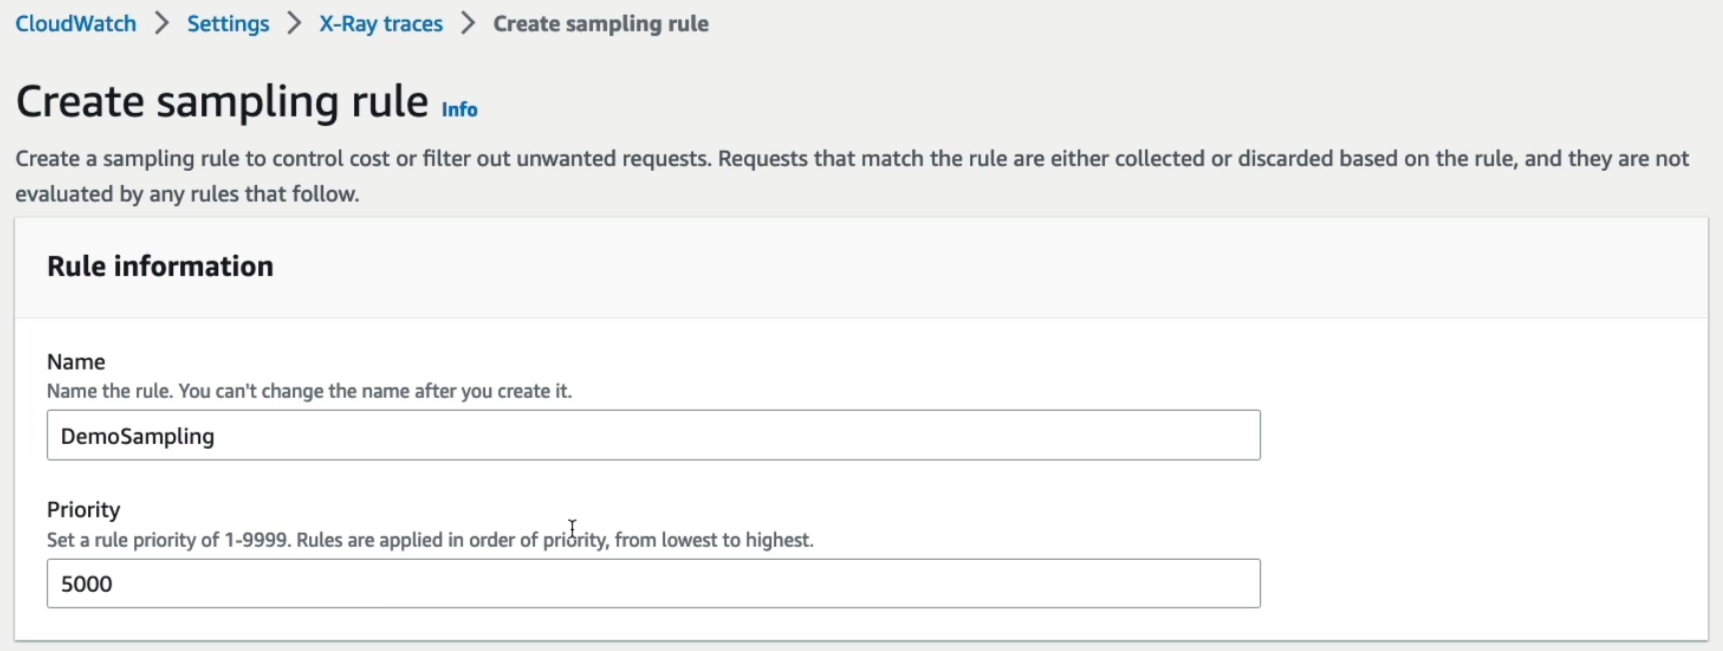 CloudWatch > Settings > X-Ray traces > Create sampling rule
Create sampling rule Info
Create a sampling rule to control cost or filter out unwanted requests. Requests that match the rule are either collected or discarded based on the rule, and they are not
evaluated by any rules that follow.
Rule information
Name
Name the rule. You can't change the name after you create it.
DemoSampling
Priority
Set a rule priority of 1-9999. Rules are applied in order of priority, from lowest to highest.
5000